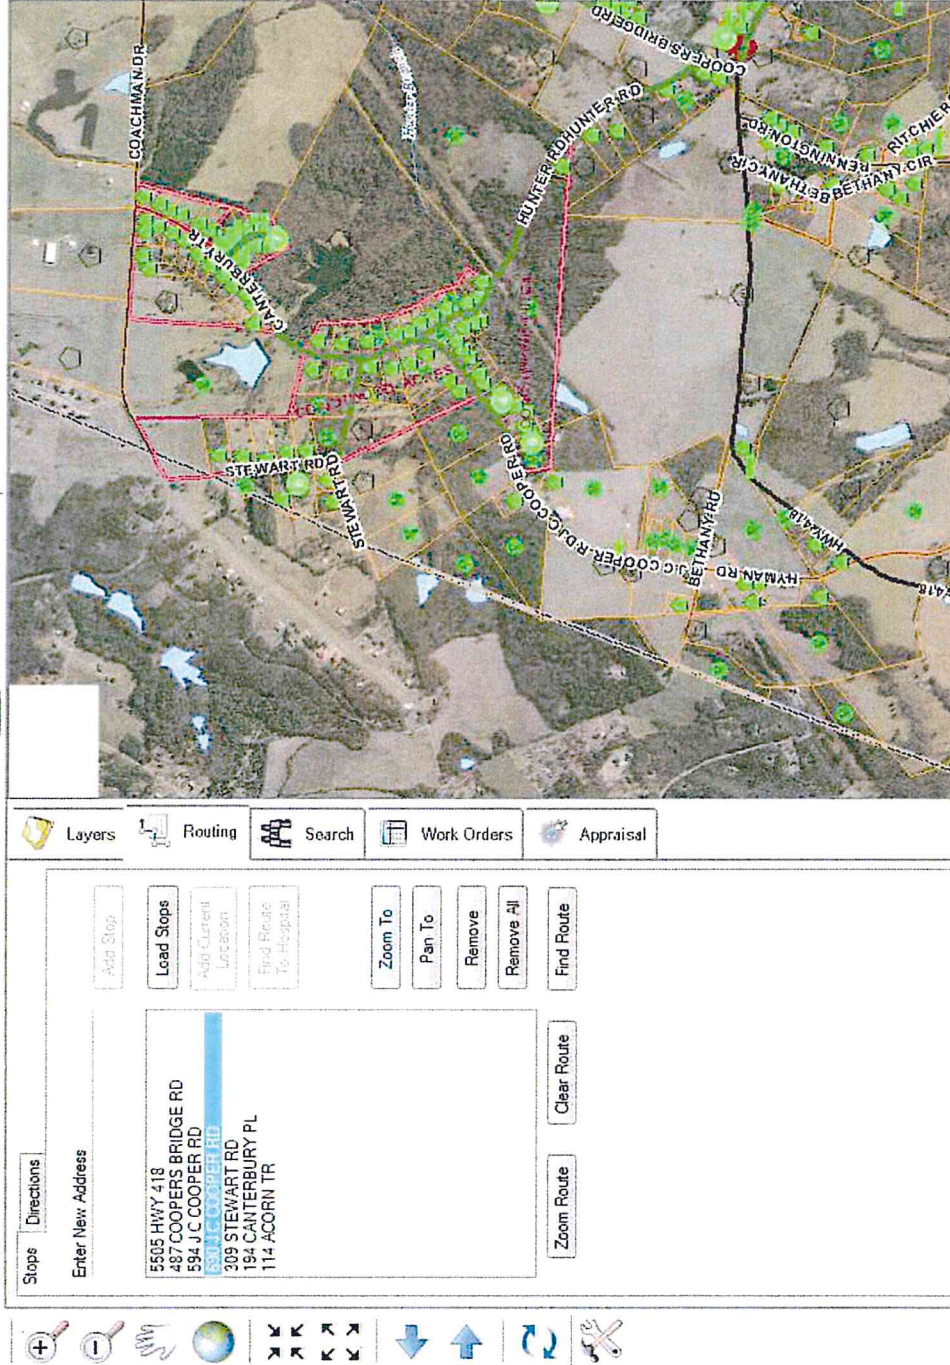 Stops
Directions
Enter New Address
Add Stop
5505 HWY 418
487 COOPERS BRIDGE RD
594 J C COOPER RD
690 J C COOPER RD
309 STEWART RD
194 CANTERBURY PL
114 ACORN TR
Load Stops
Add Current
Location
Find Route
To Hospital
Zoom To
Pan To
Remove
Remove All
Zoom Route
Clear Route
Find Route
Layers
Routing
Search
Work Orders
Appraisal
COACHMAN DR
CANTERBURY TR
STEWART RD
STEWART RD
HUNTER RD
HUNTER RD
COOPERS BRIDGE RD
J C COOPER RD
J C COOPER RD
BETHANY RD
HYMAN RD
HWY 418
418
PENNINGTON RD
BETHANY CIR
BETHANY CIR